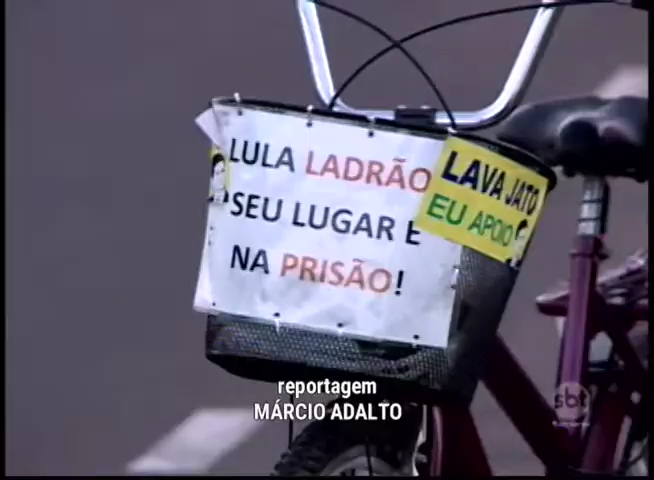 LULA LADRÃO
SEU LUGAR E
NA PRISÃO!
LAVA JATO
EU APOIO
reportagem
MÁRCIO ADALTO
sbt